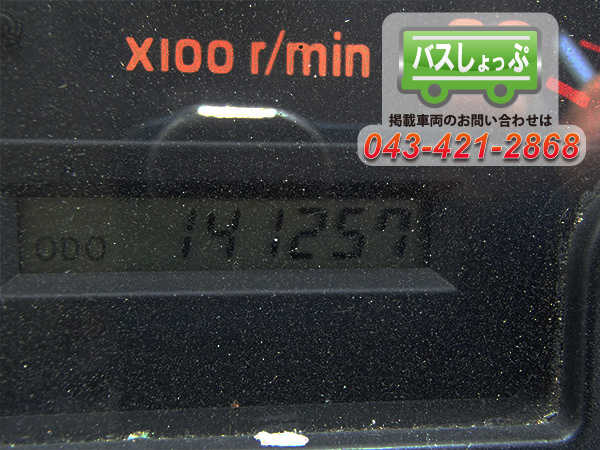 x100 r/min
バスしょっぷ
掲載車両のお問い合わせは
043-421-2868
ODO 141257